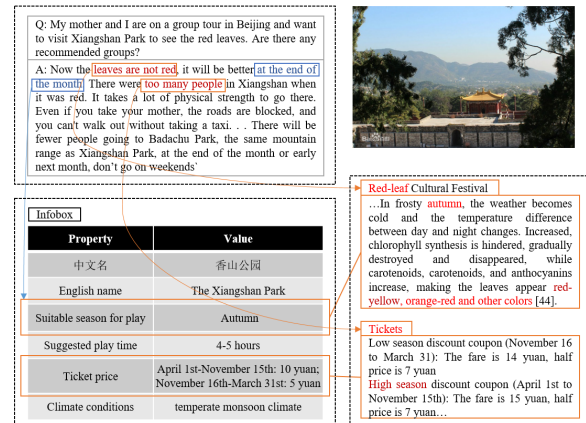 Q: My mother and I are on a group tour in Beijing and want
to visit Xiangshan Park to see the red leaves. Are there any
recommended groups?
A: Now the leaves are not red, it will be better at the end of
the month. There were too many people in Xiangshan when
it was red. It takes a lot of physical strength to go there.
Even if you take your mother, the roads are blocked, and
you can't walk out without taking a taxi. . . There will be
fewer people going to Badachu Park, the same mountain
range as Xiangshan Park, at the end of the month or early
next month, don't go on weekends`
Infobox
Property Value
中文名 香山公园
English name The Xiangshan Park
Suitable season for play Autumn
Suggested play time 4-5 hours
Ticket price April 1st-November 15th: 10 yuan;
November 16th-March 31st: 5 yuan
Climate conditions temperate monsoon climate
Red-leaf Cultural Festival
…In frosty autumn, the weather becomes
cold and the temperature difference
between day and night changes. Increased,
chlorophyll synthesis is hindered, gradually
destroyed and disappeared, while
carotenoids, carotenoids, and anthocyanins
increase, making the leaves appear red-
yellow, orange-red and other colors [44].
Tickets
Low season discount coupon (November 16
to March 31): The fare is 14 yuan, half
price is 7 yuan
High season discount coupon (April 1st to
November 15th): The fare is 15 yuan, half
price is 7 yuan…